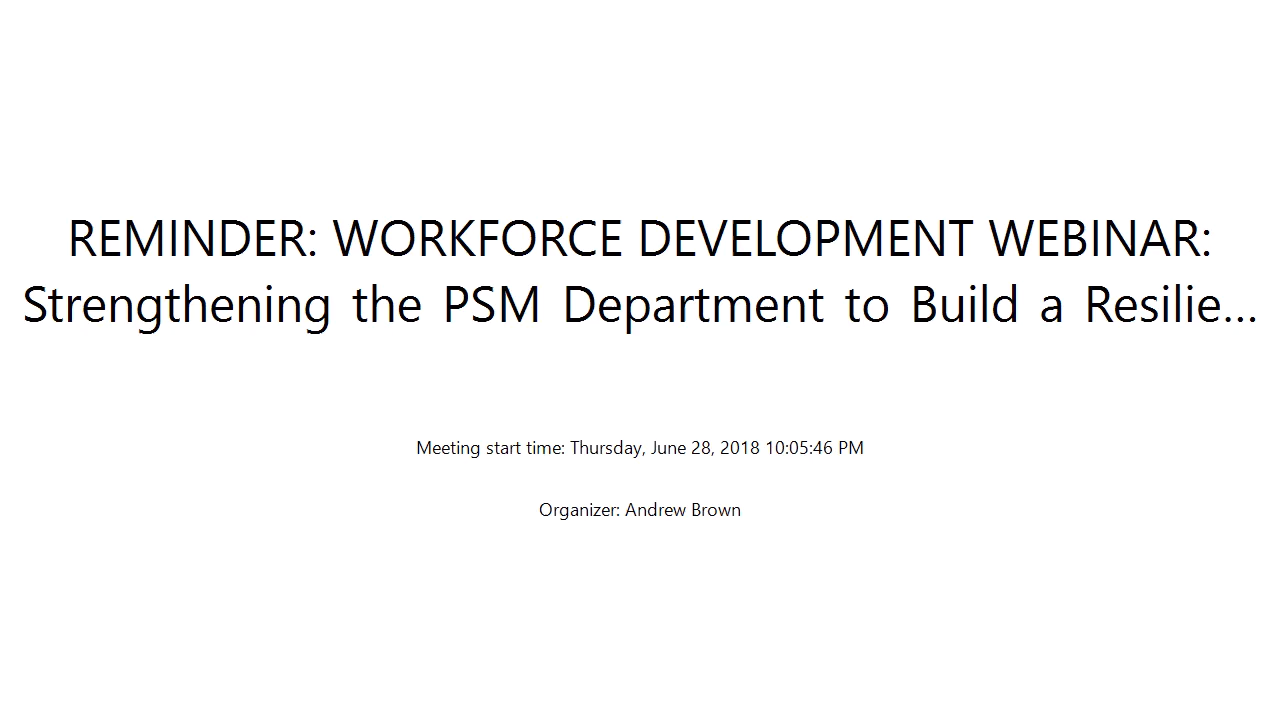 REMINDER: WORKFORCE DEVELOPMENT WEBINAR:
Strengthening the PSM Department to Build a Resilie...
Meeting start time: Thursday, June 28, 2018 10:05:46 PM
Organizer: Andrew Brown